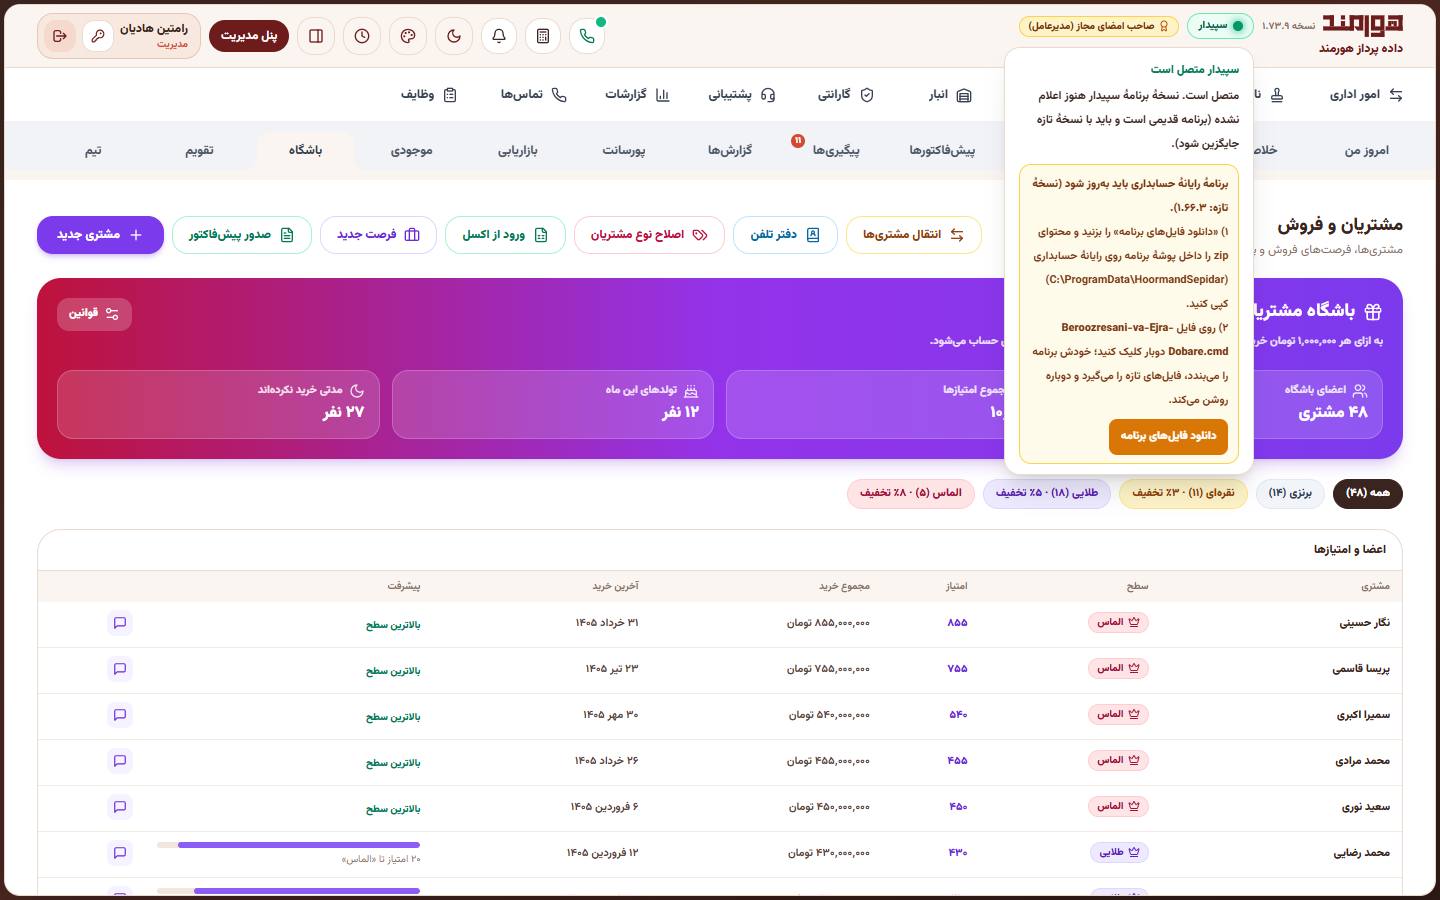 هورمند
نسخه ۱.۷۳.۹
سپیدار
صاحب امضای مجاز (مدیرعامل)
داده پرداز هورمند
پنل مدیریت
رامتین هادیان
مدیریت
امور اداری
انبار
گارانتی
پشتیبانی
گزارشات
تماس‌ها
وظایف
امروز من
پیش‌فاکتورها
پیگیری‌ها
۱۱
گزارش‌ها
پورسانت
بازاریابی
موجودی
باشگاه
تقویم
تیم
سپیدار متصل است
متصل است. نسخهٔ برنامهٔ سپیدار هنوز اعلام
نشده (برنامه قدیمی است و باید با نسخهٔ تازه
جایگزین شود).
برنامهٔ رایانهٔ حسابداری باید به‌روز شود (نسخهٔ
تازه: ۱.۶۶.۳).
۱) «دانلود فایل‌های برنامه» را بزنید و محتوای
zip را داخل پوشهٔ برنامه روی رایانهٔ حسابداری
(C:\ProgramData\HoormandSepidar)
کپی کنید.
۲) روی فایل Beroozresani-va-Ejra-
Dobare.cmd دوبار کلیک کنید؛ خودش برنامه
را می‌بندد، فایل‌های تازه را می‌گیرد و دوباره
روشن می‌کند.
دانلود فایل‌های برنامه
مشتریان و فروش
مشتری‌ها، فرصت‌های فروش و
انتقال مشتری‌ها
دفتر تلفن
اصلاح نوع مشتریان
ورود از اکسل
فرصت جدید
صدور پیش‌فاکتور
مشتری جدید
باشگاه
قوانین
به ازای هر ۱,۰۰۰,۰۰۰ تومان
حساب می‌شود.
اعضای باشگاه
۴۸ مشتری
امتیازها
تولدهای این ماه
۱۲ نفر
مدتی خرید نکرده‌اند
۲۷ نفر
همه (۴۸)
برنزی (۱۴)
نقره‌ای (۱۱) · ۳٪ تخفیف
طلایی (۱۸) · ۵٪ تخفیف
الماس (۵) · ۸٪ تخفیف
اعضا و امتیازها
مشتری سطح امتیاز مجموع خرید آخرین خرید پیشرفت
نگار حسینی الماس ۸۵۵ ۸۵۵,۰۰۰,۰۰۰ تومان ۳۱ خرداد ۱۴۰۵ بالاترین سطح
پریسا قاسمی الماس ۷۵۵ ۷۵۵,۰۰۰,۰۰۰ تومان ۲۳ تیر ۱۴۰۵ بالاترین سطح
سمیرا اکبری الماس ۵۴۰ ۵۴۰,۰۰۰,۰۰۰ تومان ۳۰ مهر ۱۴۰۵ بالاترین سطح
محمد مرادی الماس ۴۵۵ ۴۵۵,۰۰۰,۰۰۰ تومان ۲۶ خرداد ۱۴۰۵ بالاترین سطح
سعید نوری الماس ۴۵۰ ۴۵۰,۰۰۰,۰۰۰ تومان ۶ فروردین ۱۴۰۵ بالاترین سطح
محمد رضایی طلایی ۴۳۰ ۴۳۰,۰۰۰,۰۰۰ تومان ۱۲ فروردین ۱۴۰۵ ۲۰ امتیاز تا «الماس»